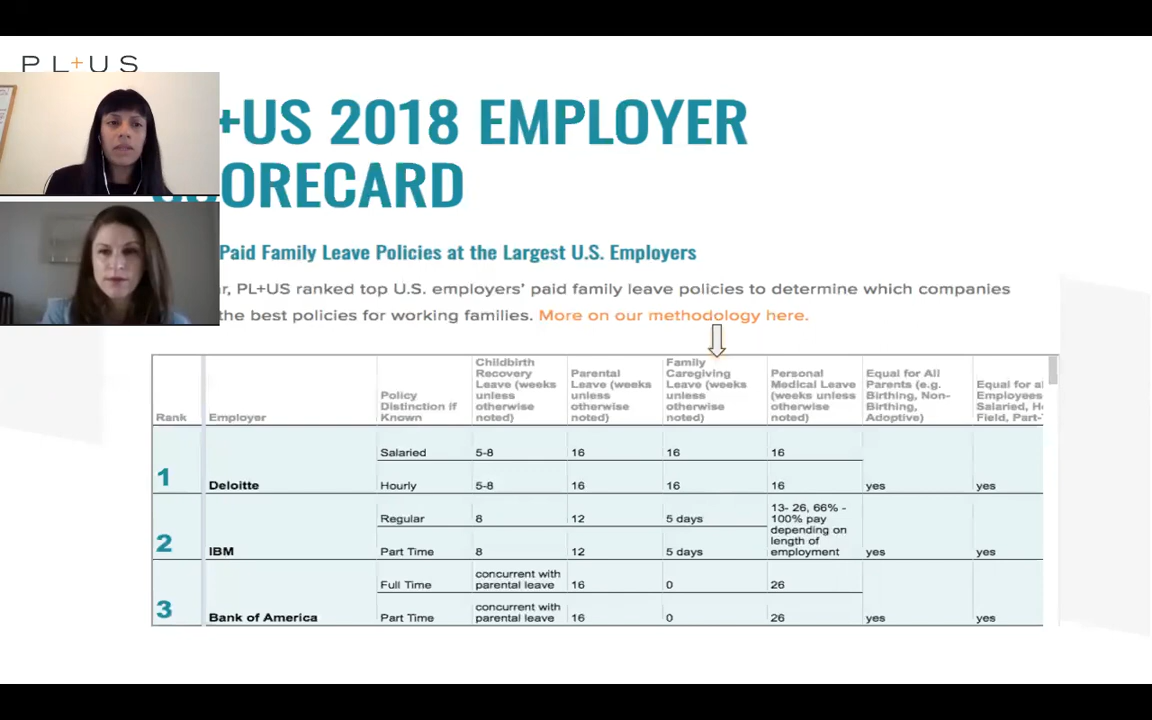 PL+US
+US 2018 EMPLOYER
ORECARD
Paid Family Leave Policies at the Largest U.S. Employers
PL+US ranked top U.S. employers' paid family leave policies to determine which companies
the best policies for working families. More on our methodology here.
Rank
Employer
Policy
Distinction if
Known
Childbirth
Recovery
Leave (weeks
unless
otherwise
noted)
Parental
Leave (weeks
unless
otherwise
noted)
Family
Caregiving
Leave (weeks
unless
otherwise
noted)
Personal
Medical Leave
(weeks unless
otherwise
noted)
Equal for All
Parents (e.g.
Birthing, Non-
Birthing,
Adoptive)
Equal for
Employees
Salaried,
Field, Part-
1
Deloitte
Salaried 5-8 16 16 16
Hourly 5-8 16 16 16 yes yes
2
IBM
Regular 8 12 5 days
Part Time 8 12 5 days
13- 26, 66% -
100% pay
depending on
length of
employment
yes yes
3
Bank of America
Full Time
concurrent with
parental leave
16 0 26
Part Time
concurrent with
parental leave
16 0 26 yes yes